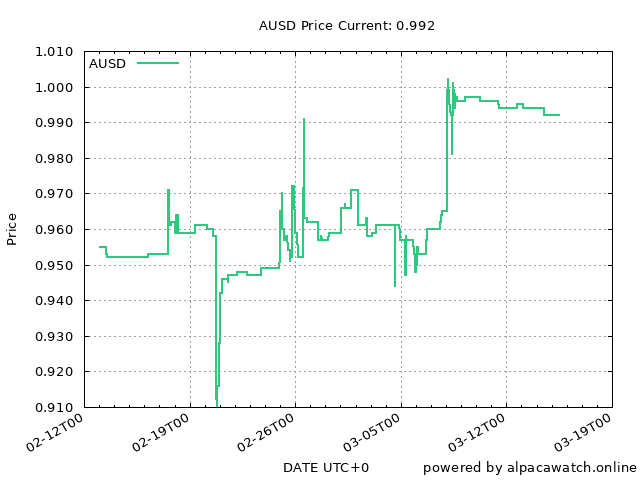 AUSD Price Current: 0.992
AUSD
1.010
1.000
0.990
0.980
0.970
0.960
0.950
0.940
0.930
0.920
0.910
Price
02-12T00
02-19T00
02-26T00
03-05T00
03-12T00
03-19T00
DATE UTC+0
powered by alpacawatch.online